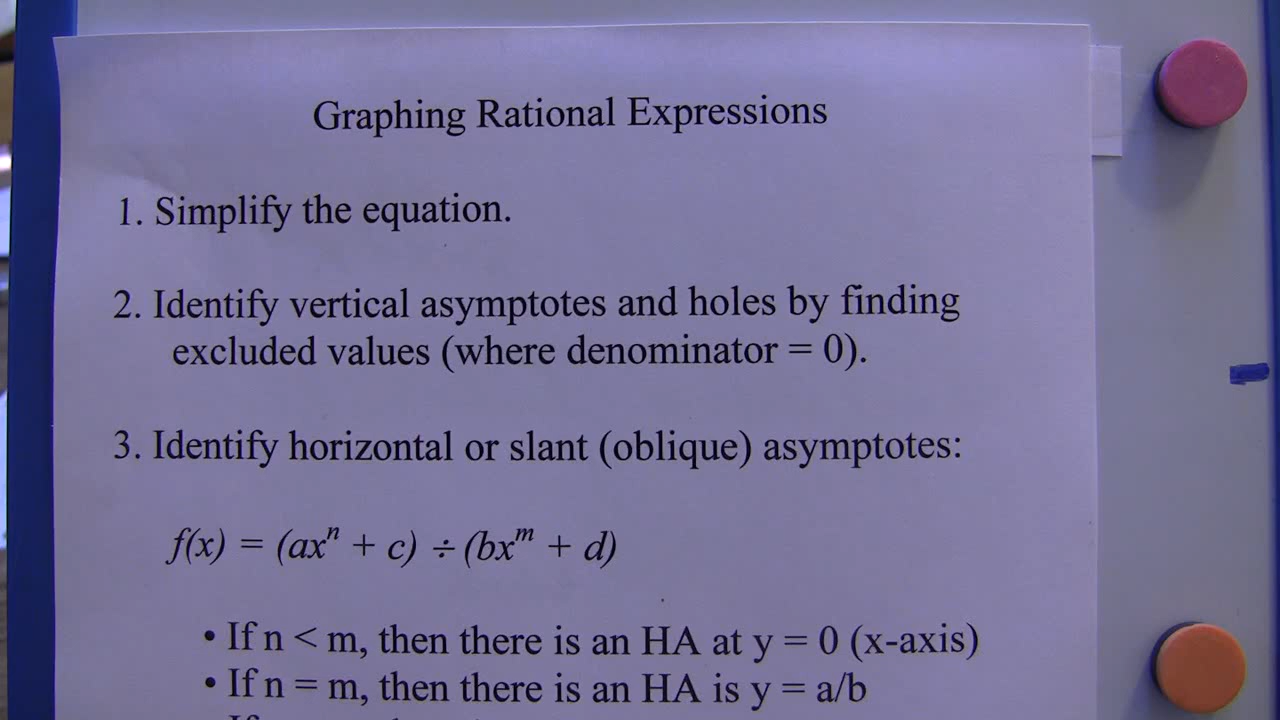 Graphing Rational Expressions
1. Simplify the equation.
2. Identify vertical asymptotes and holes by finding
excluded values (where denominator = 0).
3. Identify horizontal or slant (oblique) asymptotes:
f(x) = (axⁿ + c) ÷ (bxᵐ + d)
• If n < m, then there is an HA at y = 0 (x-axis)
• If n = m, then there is an HA is y = a/b